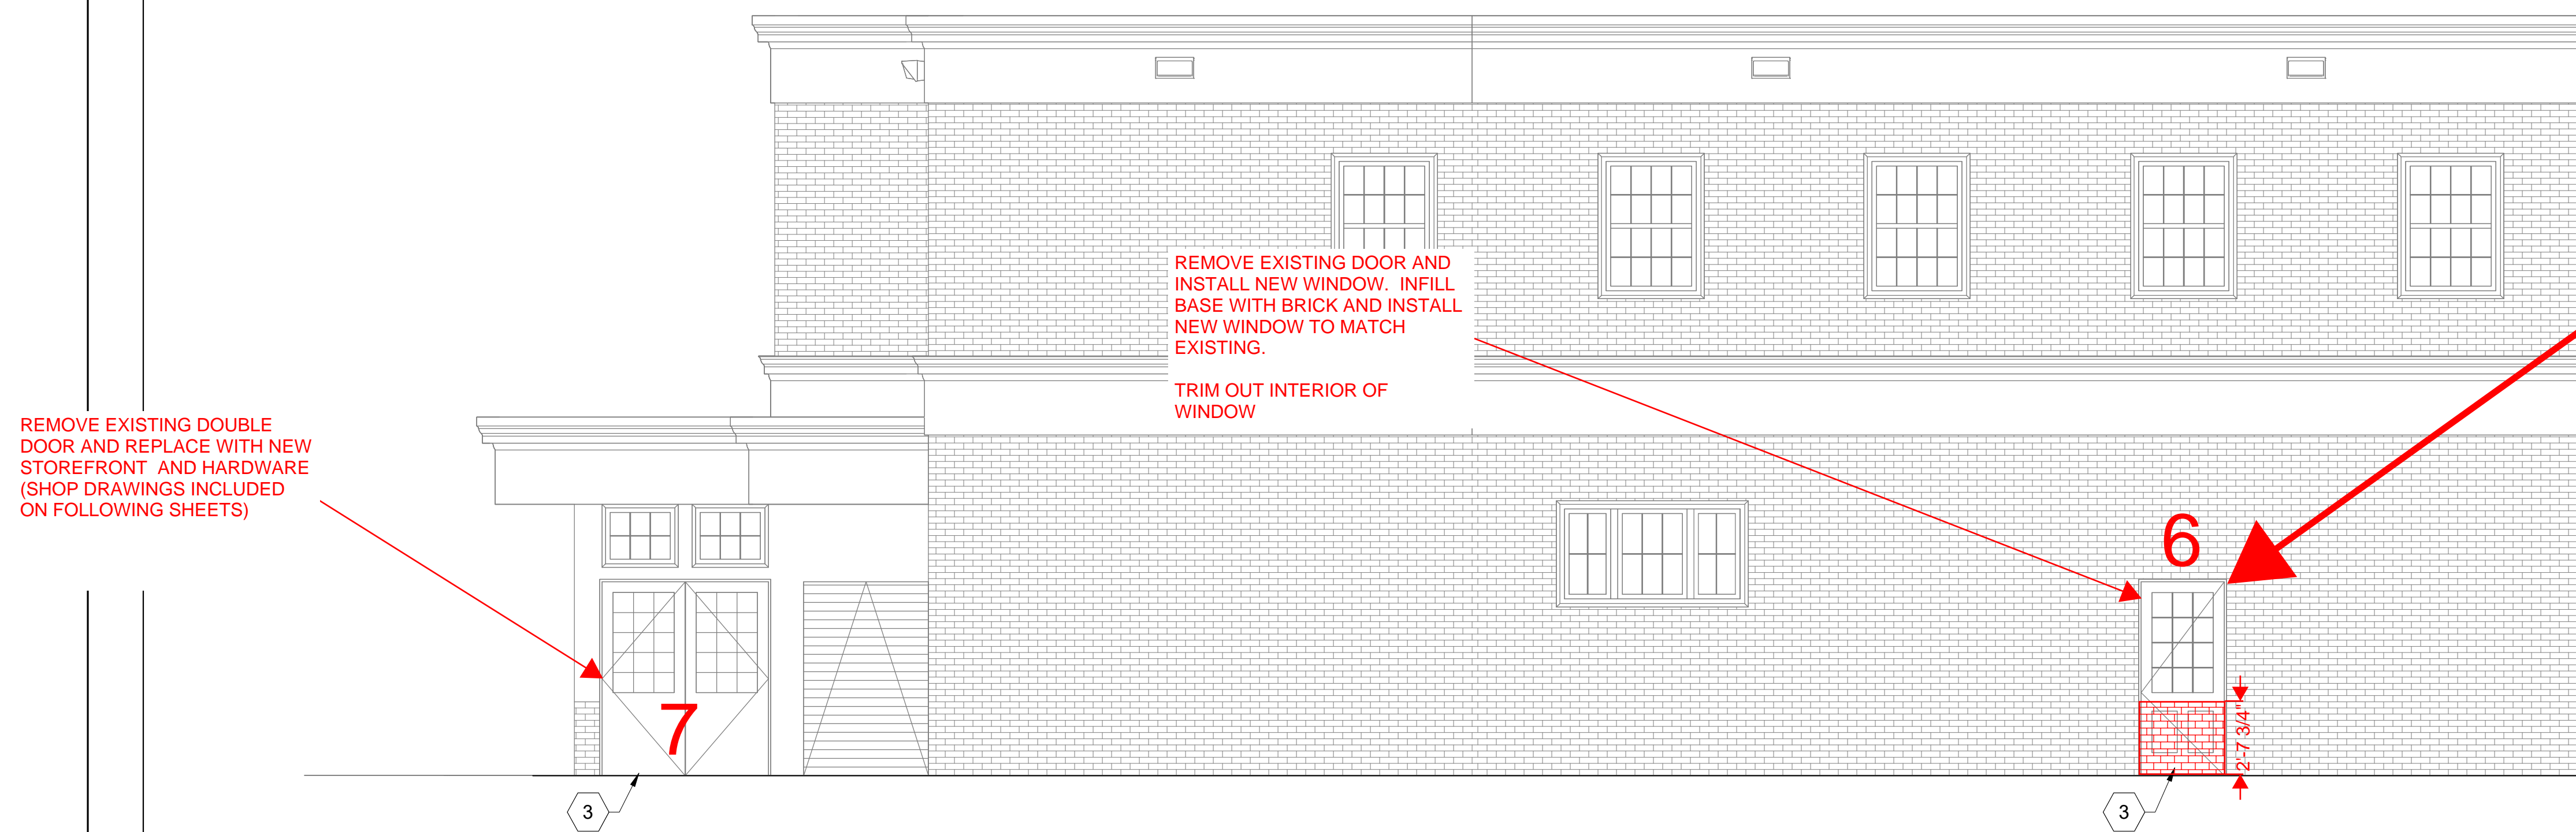 REMOVE EXISTING DOOR AND
INSTALL NEW WINDOW.  INFILL
BASE WITH BRICK AND INSTALL
NEW WINDOW TO MATCH
EXISTING.
TRIM OUT INTERIOR OF
WINDOW
REMOVE EXISTING DOUBLE
DOOR AND REPLACE WITH NEW
STOREFRONT  AND HARDWARE
(SHOP DRAWINGS INCLUDED
ON FOLLOWING SHEETS)
6
7
2'-7 3/4"
3
3